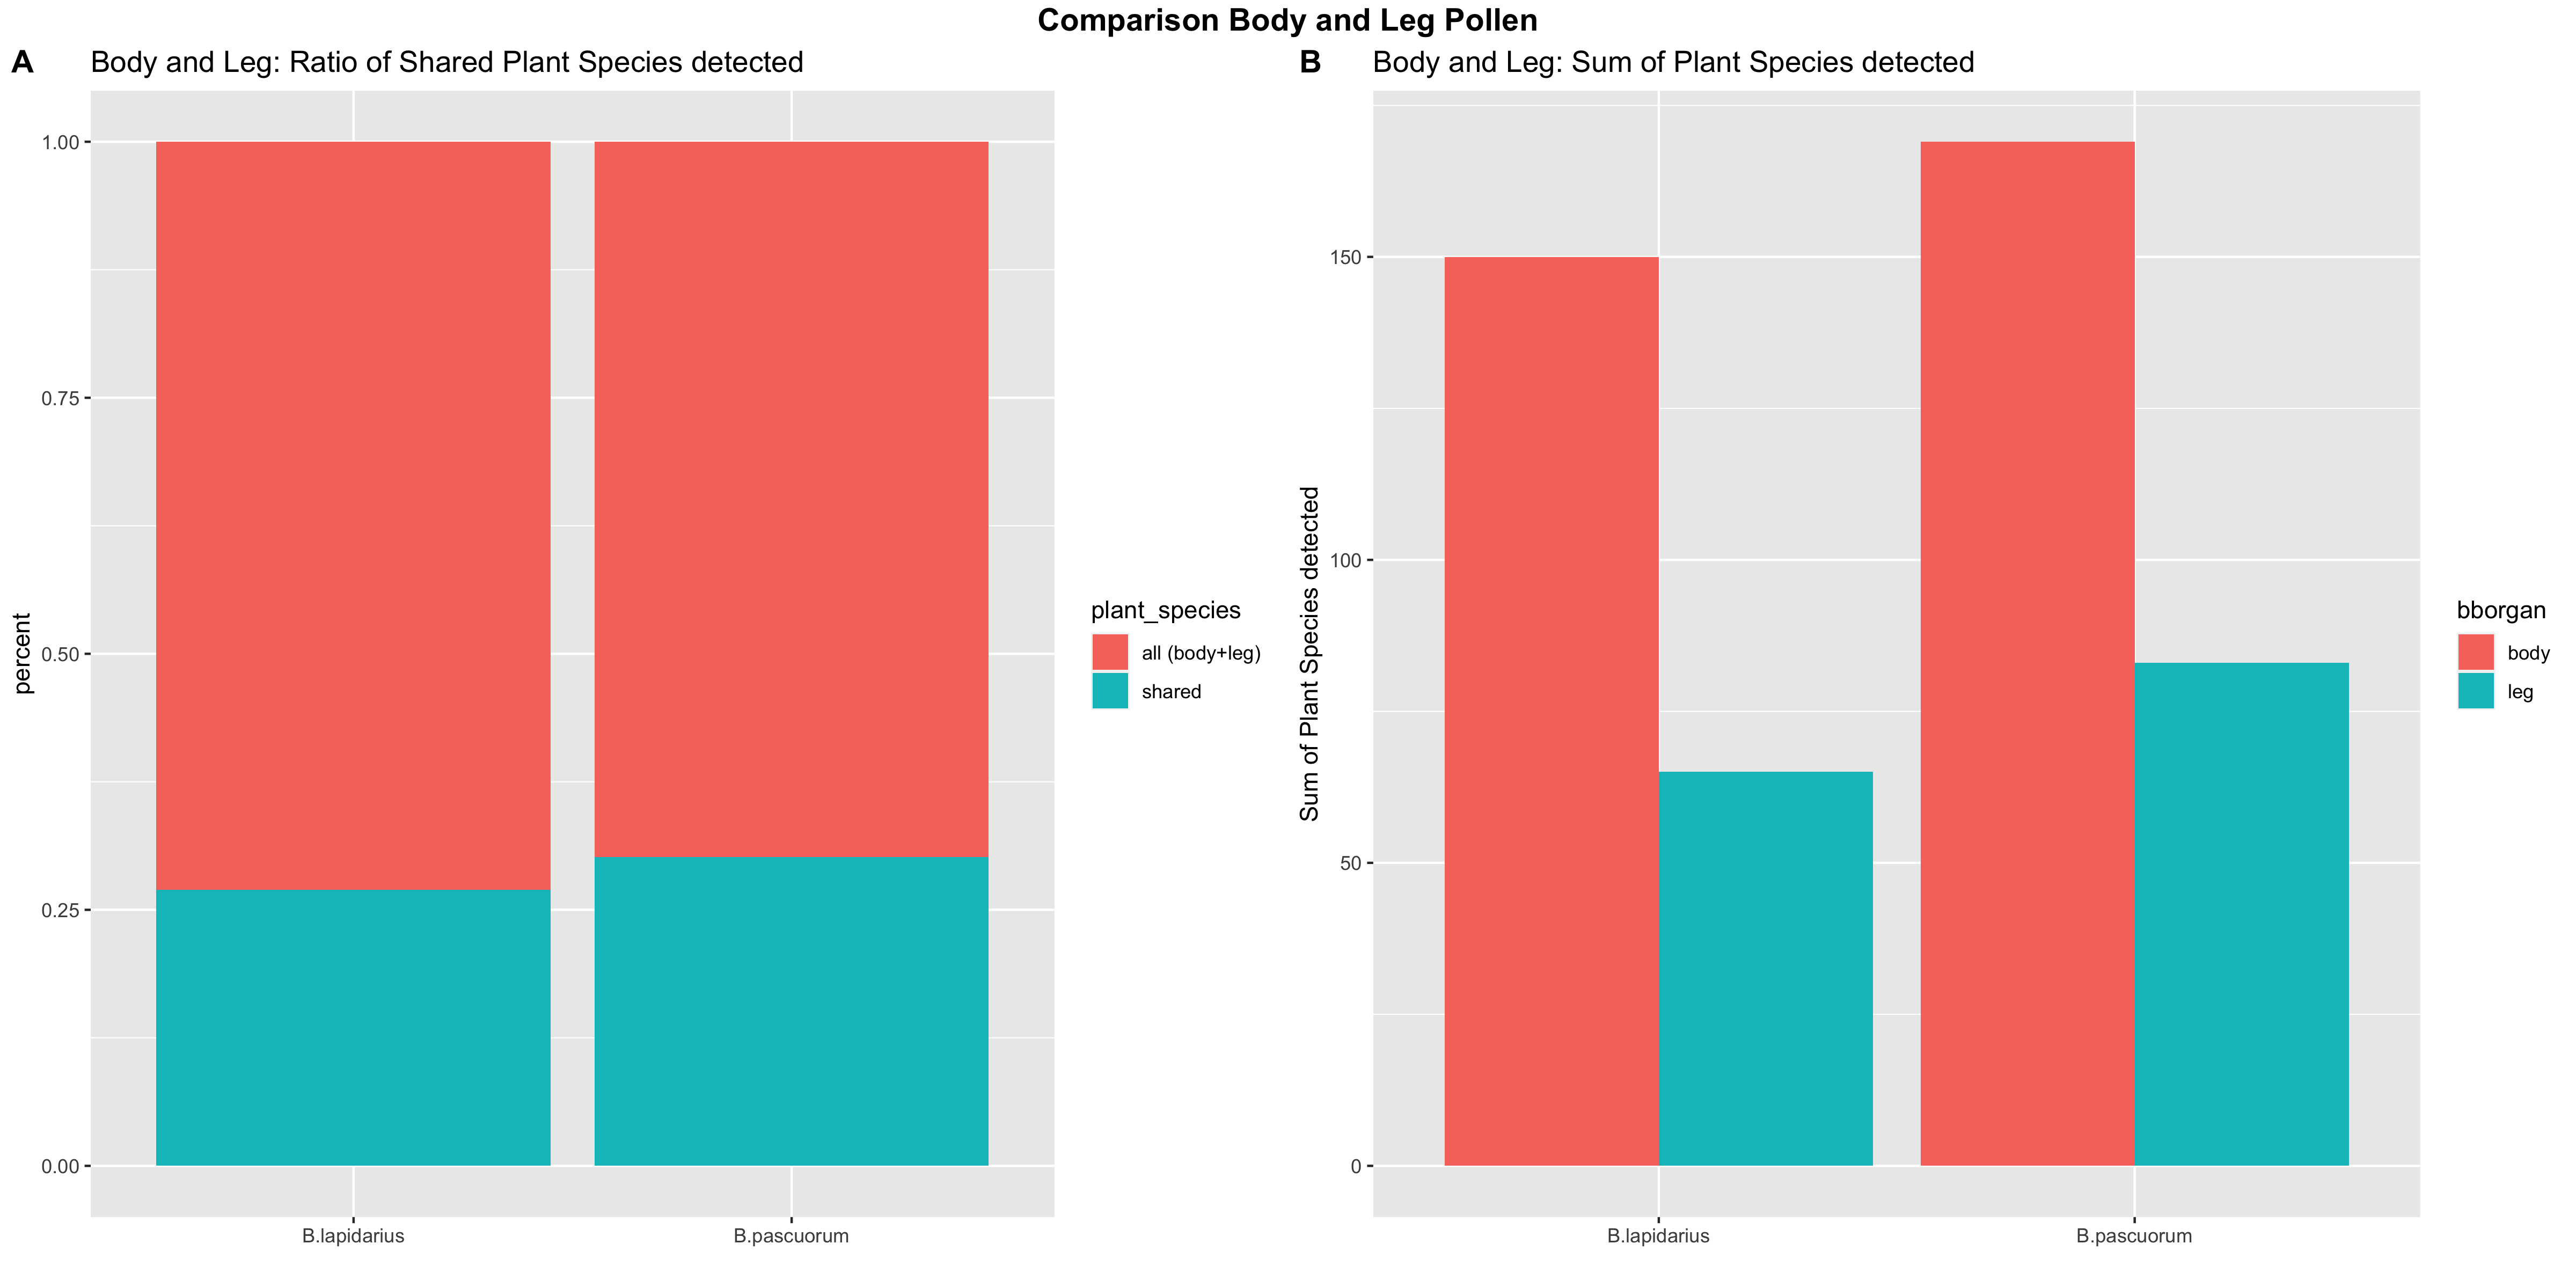 Comparison Body and Leg Pollen
A
Body and Leg: Ratio of Shared Plant Species detected
percent
1.00
0.75
0.50
0.25
0.00
B.lapidarius
B.pascuorum
plant_species
all (body+leg)
shared
B
Body and Leg: Sum of Plant Species detected
Sum of Plant Species detected
150
100
50
0
B.lapidarius
B.pascuorum
bborgan
body
leg